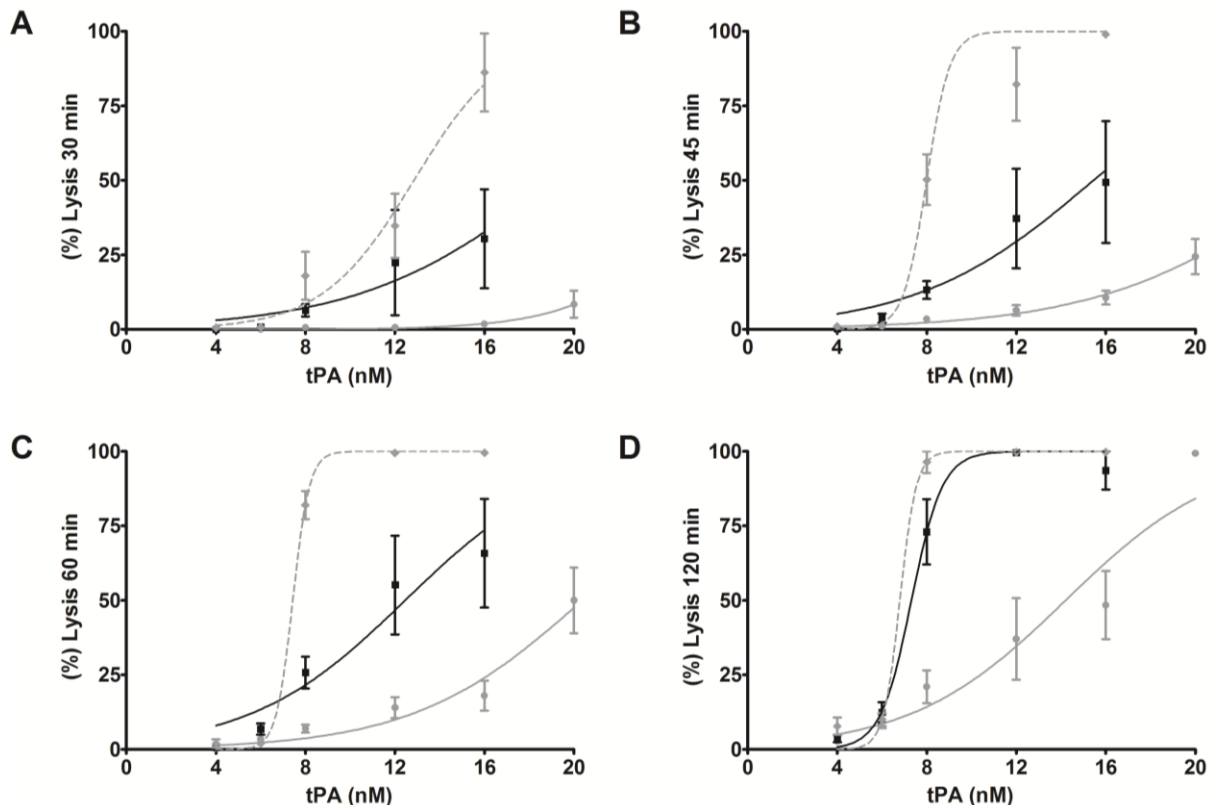 A
(%) Lysis 30 min
100
75
50
25
0
0 4 8 12 16 20
tPA (nM)
B
(%) Lysis 45 min
100
75
50
25
0
0 4 8 12 16 20
tPA (nM)
C
(%) Lysis 60 min
100
75
50
25
0
0 4 8 12 16 20
tPA (nM)
D
(%) Lysis 120 min
100
75
50
25
0
0 4 8 12 16 20
tPA (nM)